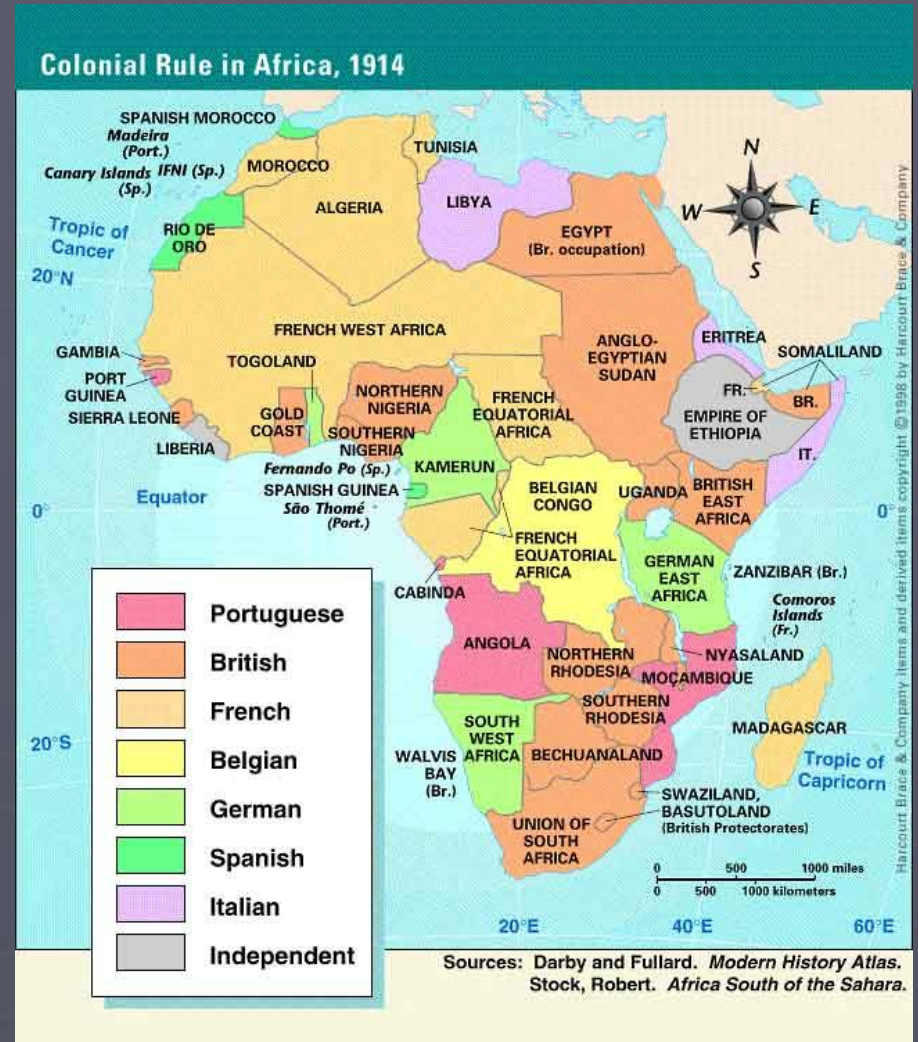 Colonial Rule in Africa, 1914
SPANISH MOROCCO
Madeira
(Port.)
Canary Islands
(Sp.)
IFNI (Sp.)
MOROCCO
TUNISIA
ALGERIA
LIBYA
EGYPT
(Br. occupation)
RIO DE
ORO
Tropic of
Cancer
20°N
N
W
E
S
FRENCH WEST AFRICA
GAMBIA
PORT
GUINEA
SIERRA LEONE
LIBERIA
TOGOLAND
GOLD
COAST
NORTHERN
NIGERIA
SOUTHERN
NIGERIA
FRENCH
EQUATORIAL
AFRICA
ANGLO-
EGYPTIAN
SUDAN
ERITREA
SOMALILAND
FR.
BR.
IT.
EMPIRE OF
ETHIOPIA
Fernando Po (Sp.)
SPANISH GUINEA
São Thomé
(Port.)
KAMERUN
Equator
0°
0°
BELGIAN
CONGO
UGANDA
BRITISH
EAST
AFRICA
FRENCH
EQUATORIAL
AFRICA
CABINDA
GERMAN
EAST
AFRICA
ZANZIBAR (Br.)
Comoros
Islands
(Fr.)
ANGOLA
NORTHERN
RHODESIA
NYASALAND
MOÇAMBIQUE
SOUTHERN
RHODESIA
MADAGASCAR
20°S
SOUTH
WEST
AFRICA
WALVIS
BAY
(Br.)
BECHUANALAND
Tropic of
Capricorn
SWAZILAND,
BASUTOLAND
(British Protectorates)
UNION OF
SOUTH
AFRICA
0 500 1000 miles
0 500 1000 kilometers
20°E 40°E 60°E
Portuguese
British
French
Belgian
German
Spanish
Italian
Independent
Harcourt Brace & Company items and derived items copyright ©1998 by Harcourt Brace & Company
Sources: Darby and Fullard. Modern History Atlas.
Stock, Robert. Africa South of the Sahara.